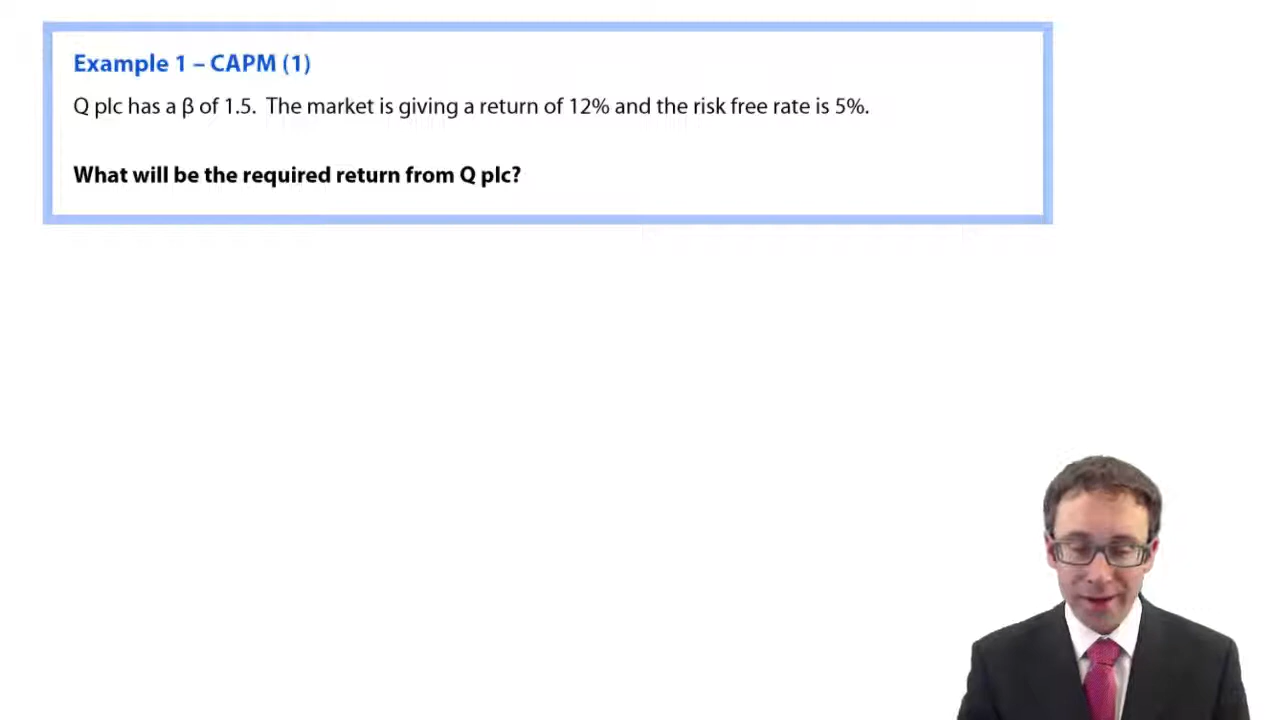 Example 1 – CAPM (1)
Q plc has a β of 1.5. The market is giving a return of 12% and the risk free rate is 5%.
What will be the required return from Q plc?